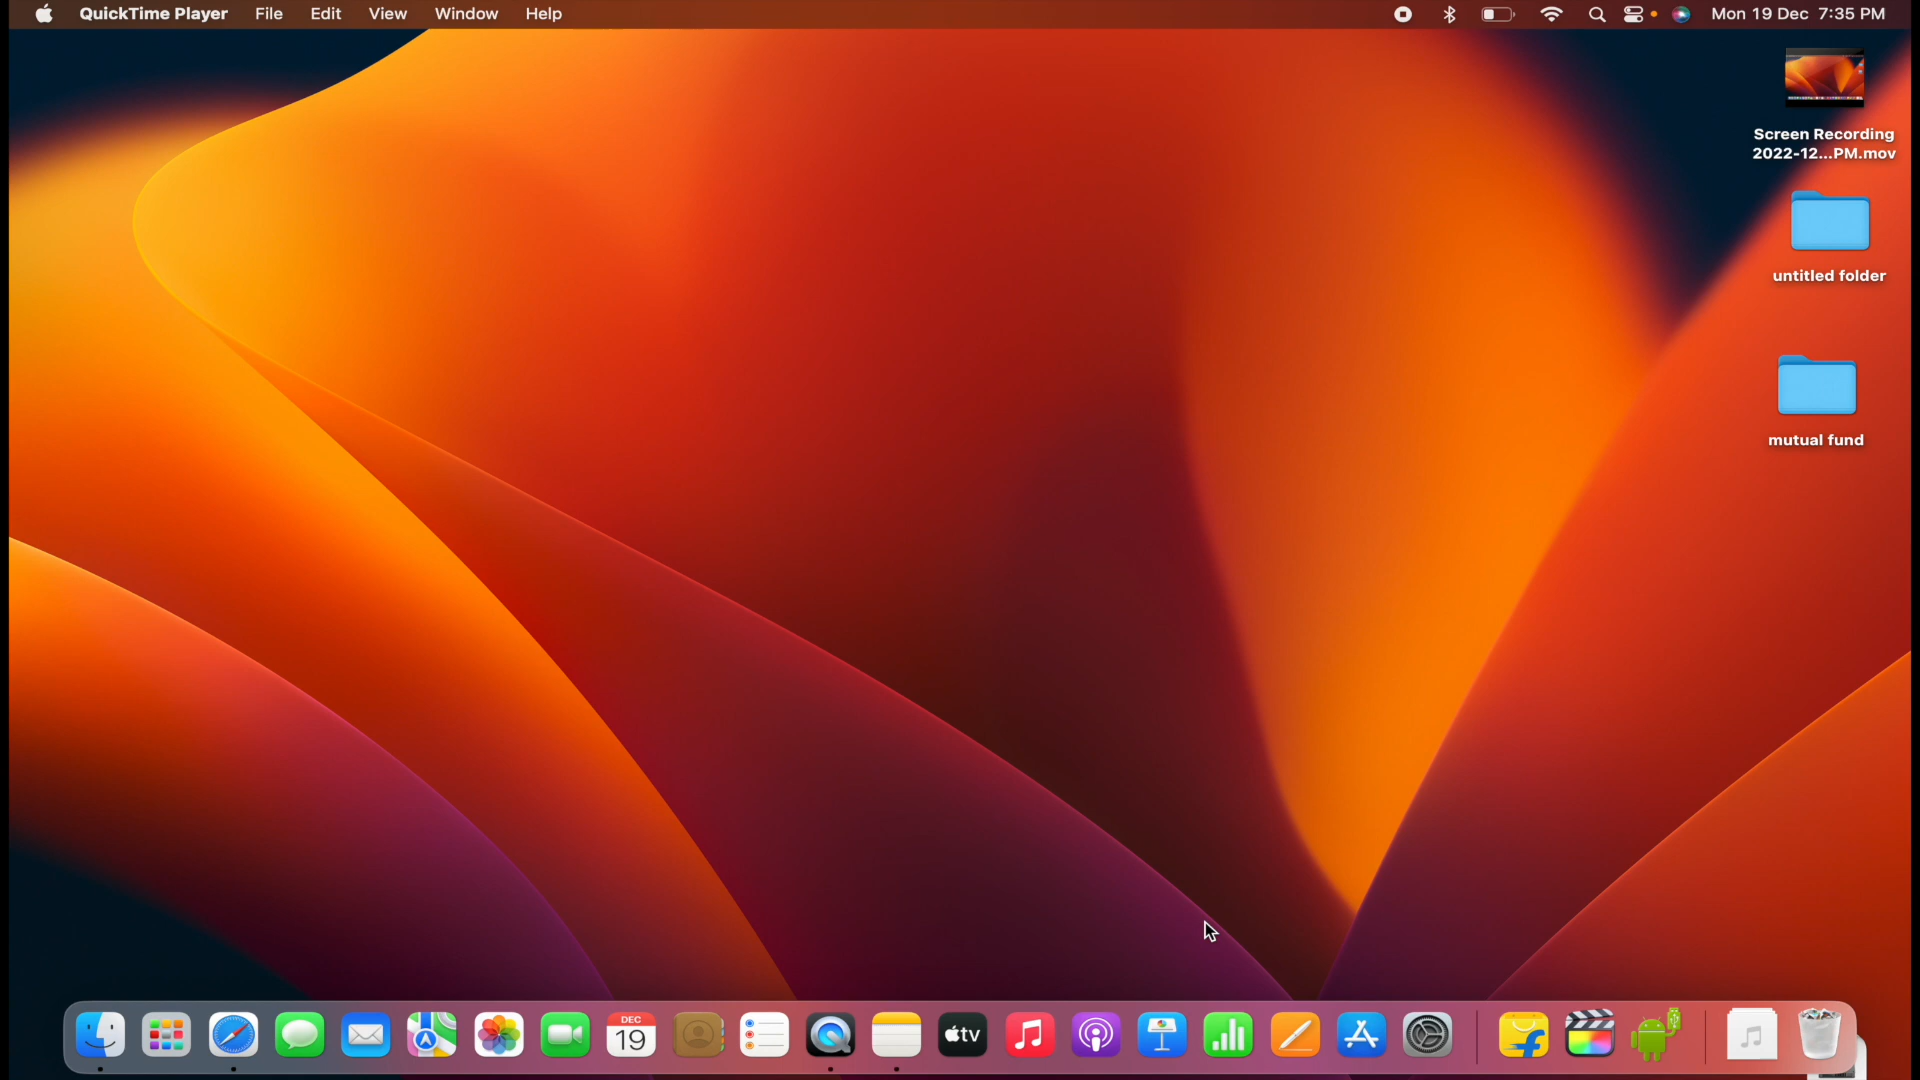 QuickTime Player File Edit View Window Help Mon 19 Dec 7:35 PM
Screen Recording
2022-12...PM.mov
untitled folder
mutual fund
DEC
19
tv